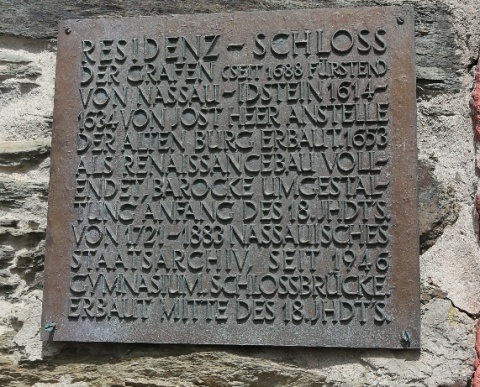 RESIDENZ - SCHLOSS
DER GRAFEN (SEIT 1688 FÜRSTEN)
VON NASSAU - IDSTEIN 1614-
1634 VON JOST HEER ANSTELLE
DER ALTEN BURG ERBAUT. 1653
ALS RENAISSANCEBAU VOLL-
ENDET, BAROCKE UMGESTAL-
TUNG ANFANG DES 18. JHDTS.
VON 1721-1883 NASSAUISCHES
STAATSARCHIV, SEIT 1946
GYMNASIUM. SCHLOSSBRÜCKE.
ERBAUT MITTE DES 18. JHDT'S.